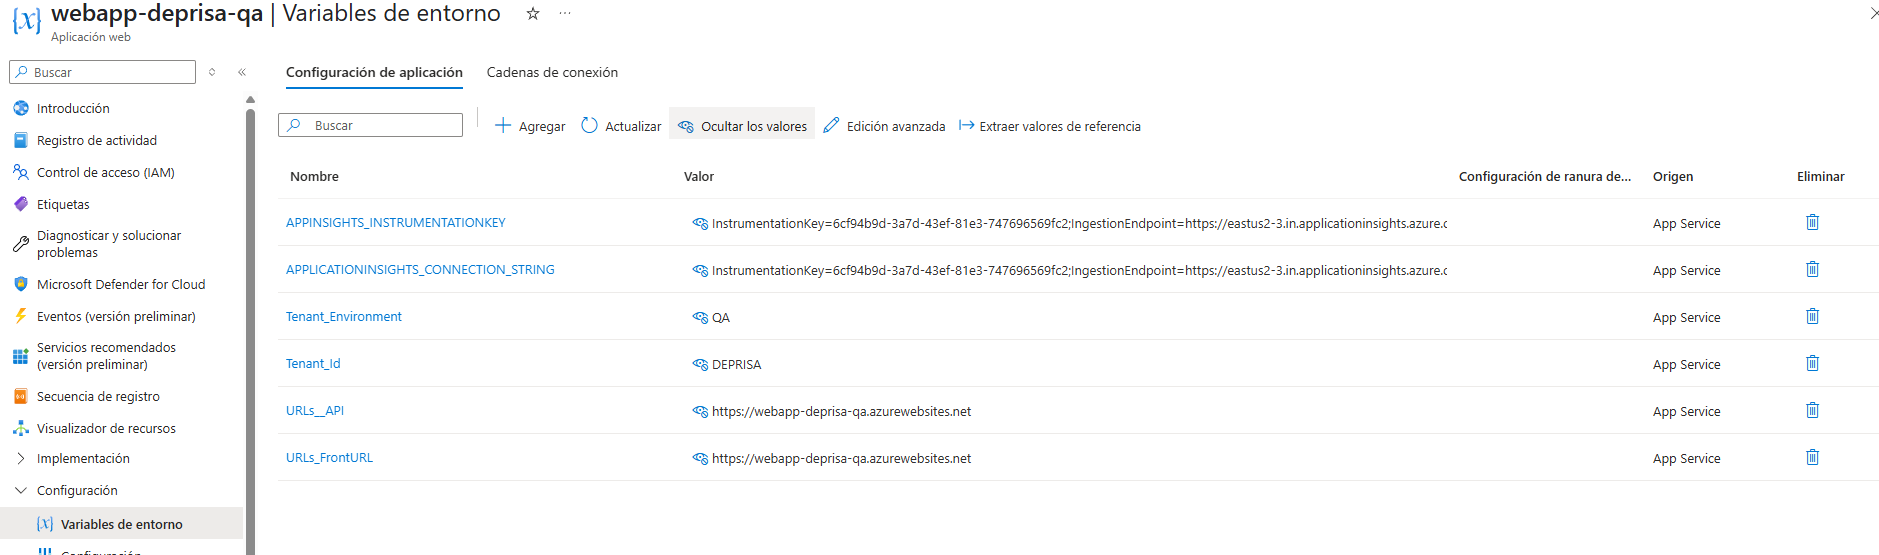 webapp-deprisa-qa | Variables de entorno
Aplicación web
Buscar
Introducción
Registro de actividad
Control de acceso (IAM)
Etiquetas
Diagnosticar y solucionar
problemas
Microsoft Defender for Cloud
Eventos (versión preliminar)
Servicios recomendados
(versión preliminar)
Secuencia de registro
Visualizador de recursos
Implementación
Configuración
Variables de entorno
Configuración
Configuración de aplicación Cadenas de conexión
Buscar Agregar Actualizar Ocultar los valores Edición avanzada Extraer valores de referencia
Nombre Valor Configuración de ranura de... Origen Eliminar
APPINSIGHTS_INSTRUMENTATIONKEY InstrumentationKey=6cf94b9d-3a7d-43ef-81e3-747696569fc2;IngestionEndpoint=https://eastus2-3.in.applicationinsights.azure.c App Service
APPLICATIONINSIGHTS_CONNECTION_STRING InstrumentationKey=6cf94b9d-3a7d-43ef-81e3-747696569fc2;IngestionEndpoint=https://eastus2-3.in.applicationinsights.azure.c App Service
Tenant_Environment QA App Service
Tenant_Id DEPRISA App Service
URLs__API https://webapp-deprisa-qa.azurewebsites.net App Service
URLs_FrontURL https://webapp-deprisa-qa.azurewebsites.net App Service